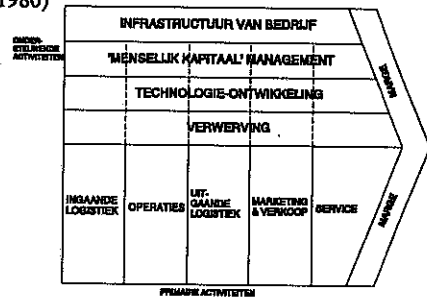 1980)
INFRASTRUCTUUR VAN BEDRIJF
ONDER-
STEUNENDE
ACTIVITEITEN
'MENSELIJK KAPITAAL' MANAGEMENT
TECHNOLOGIE-ONTWIKKELING
VERWERVING
MARGE
INGAANDE
LOGISTIEK
OPERATIES
UIT-
GAANDE
LOGISTIEK
MARKETING
& VERKOOP
SERVICE
MARGE
PRIMAIRE ACTIVITEITEN